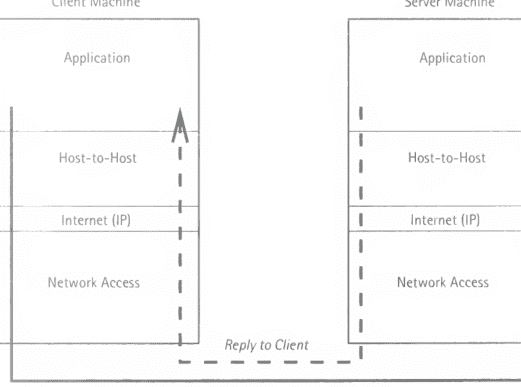 Client Machine
Server Machine
Application
Application
Host-to-Host
Host-to-Host
Internet (IP)
Internet (IP)
Network Access
Network Access
Reply to Client